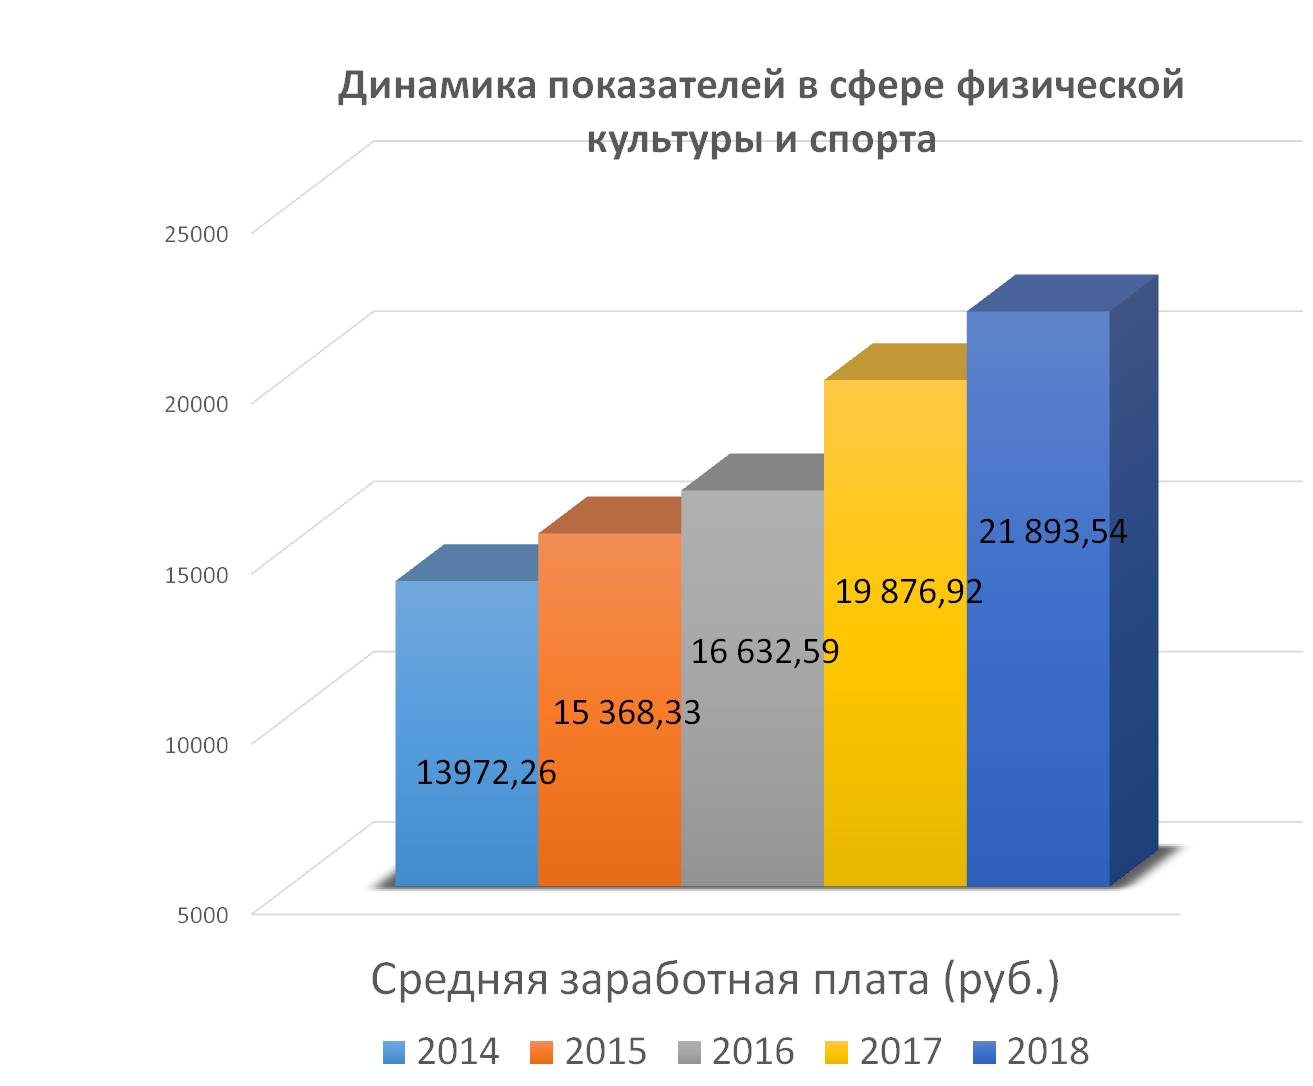 Динамика показателей в сфере физической
культуры и спорта
25000
20000
15000
10000
5000
21 893,54
19 876,92
16 632,59
15 368,33
13972,26
Средняя заработная плата (руб.)
2014 2015 2016 2017 2018